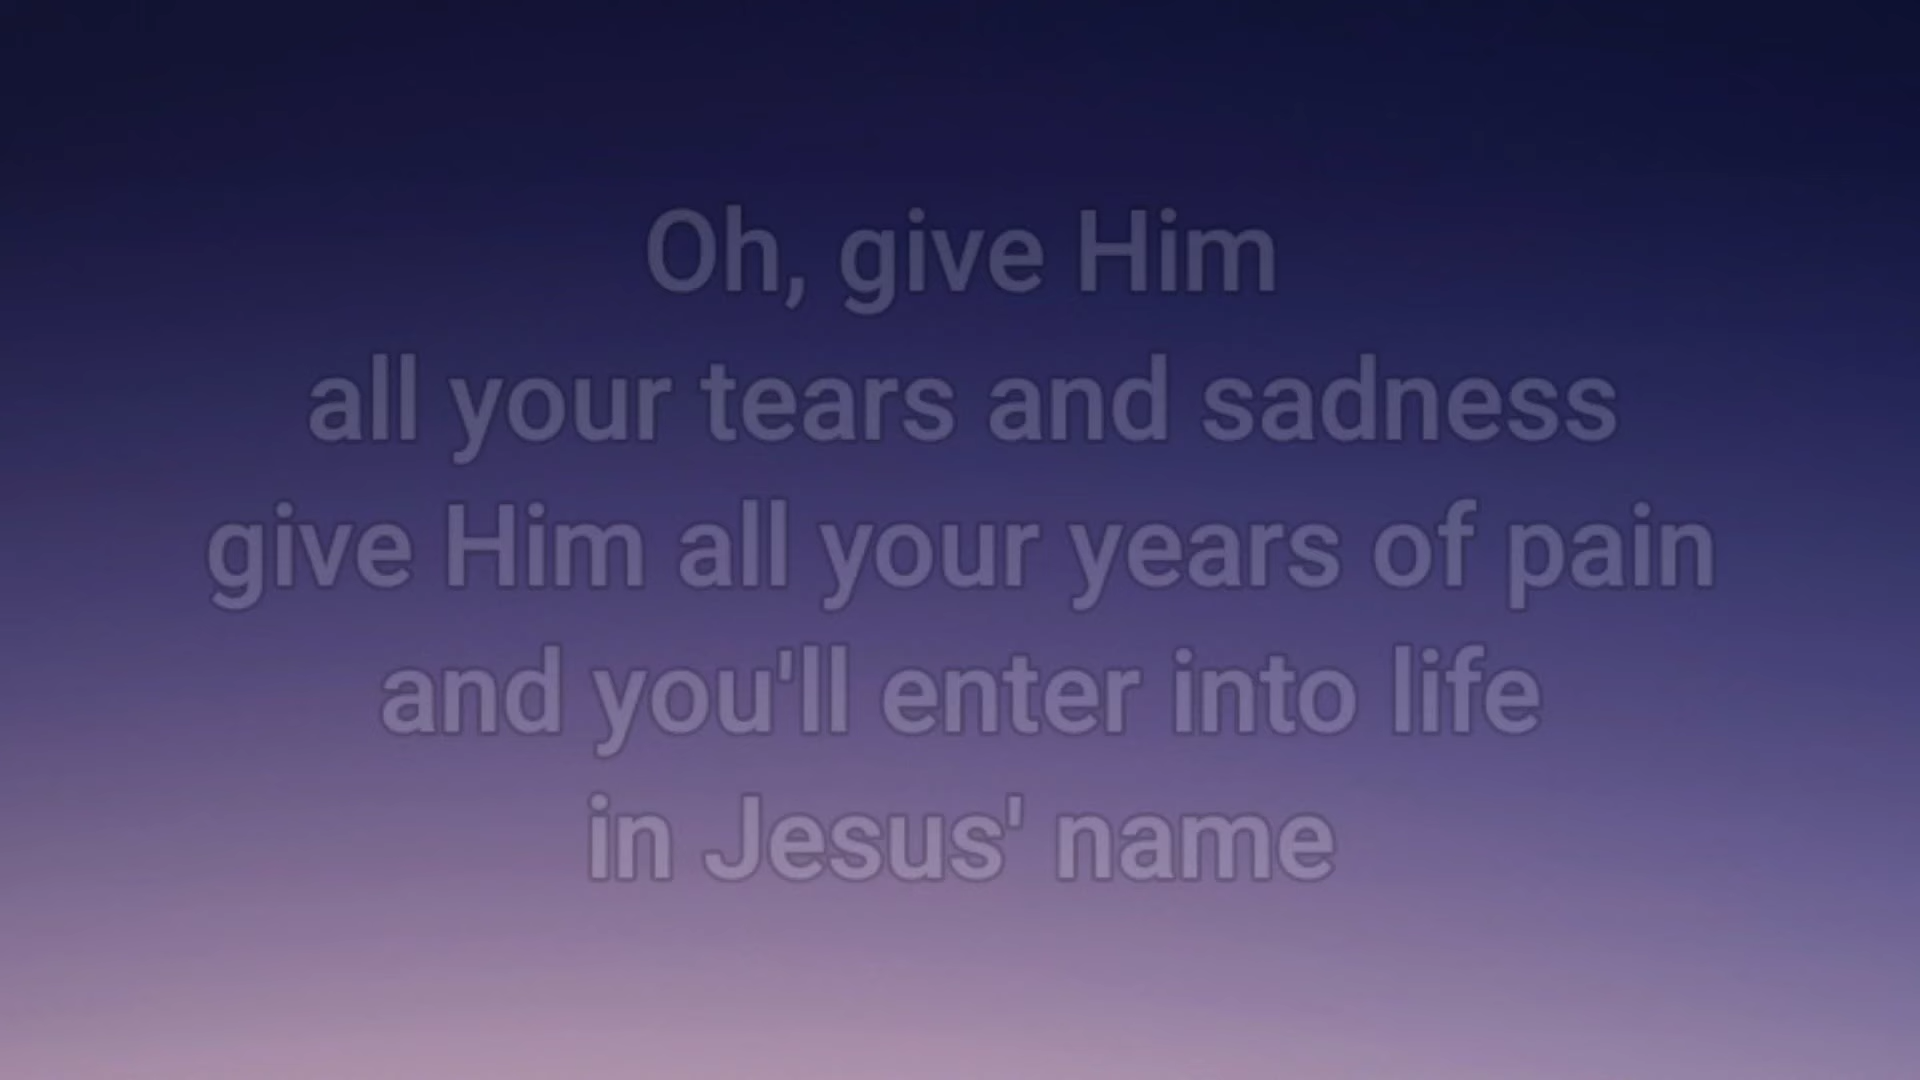 Oh, give Him
all your tears and sadness
give Him all your years of pain
and you'll enter into life
in Jesus' name